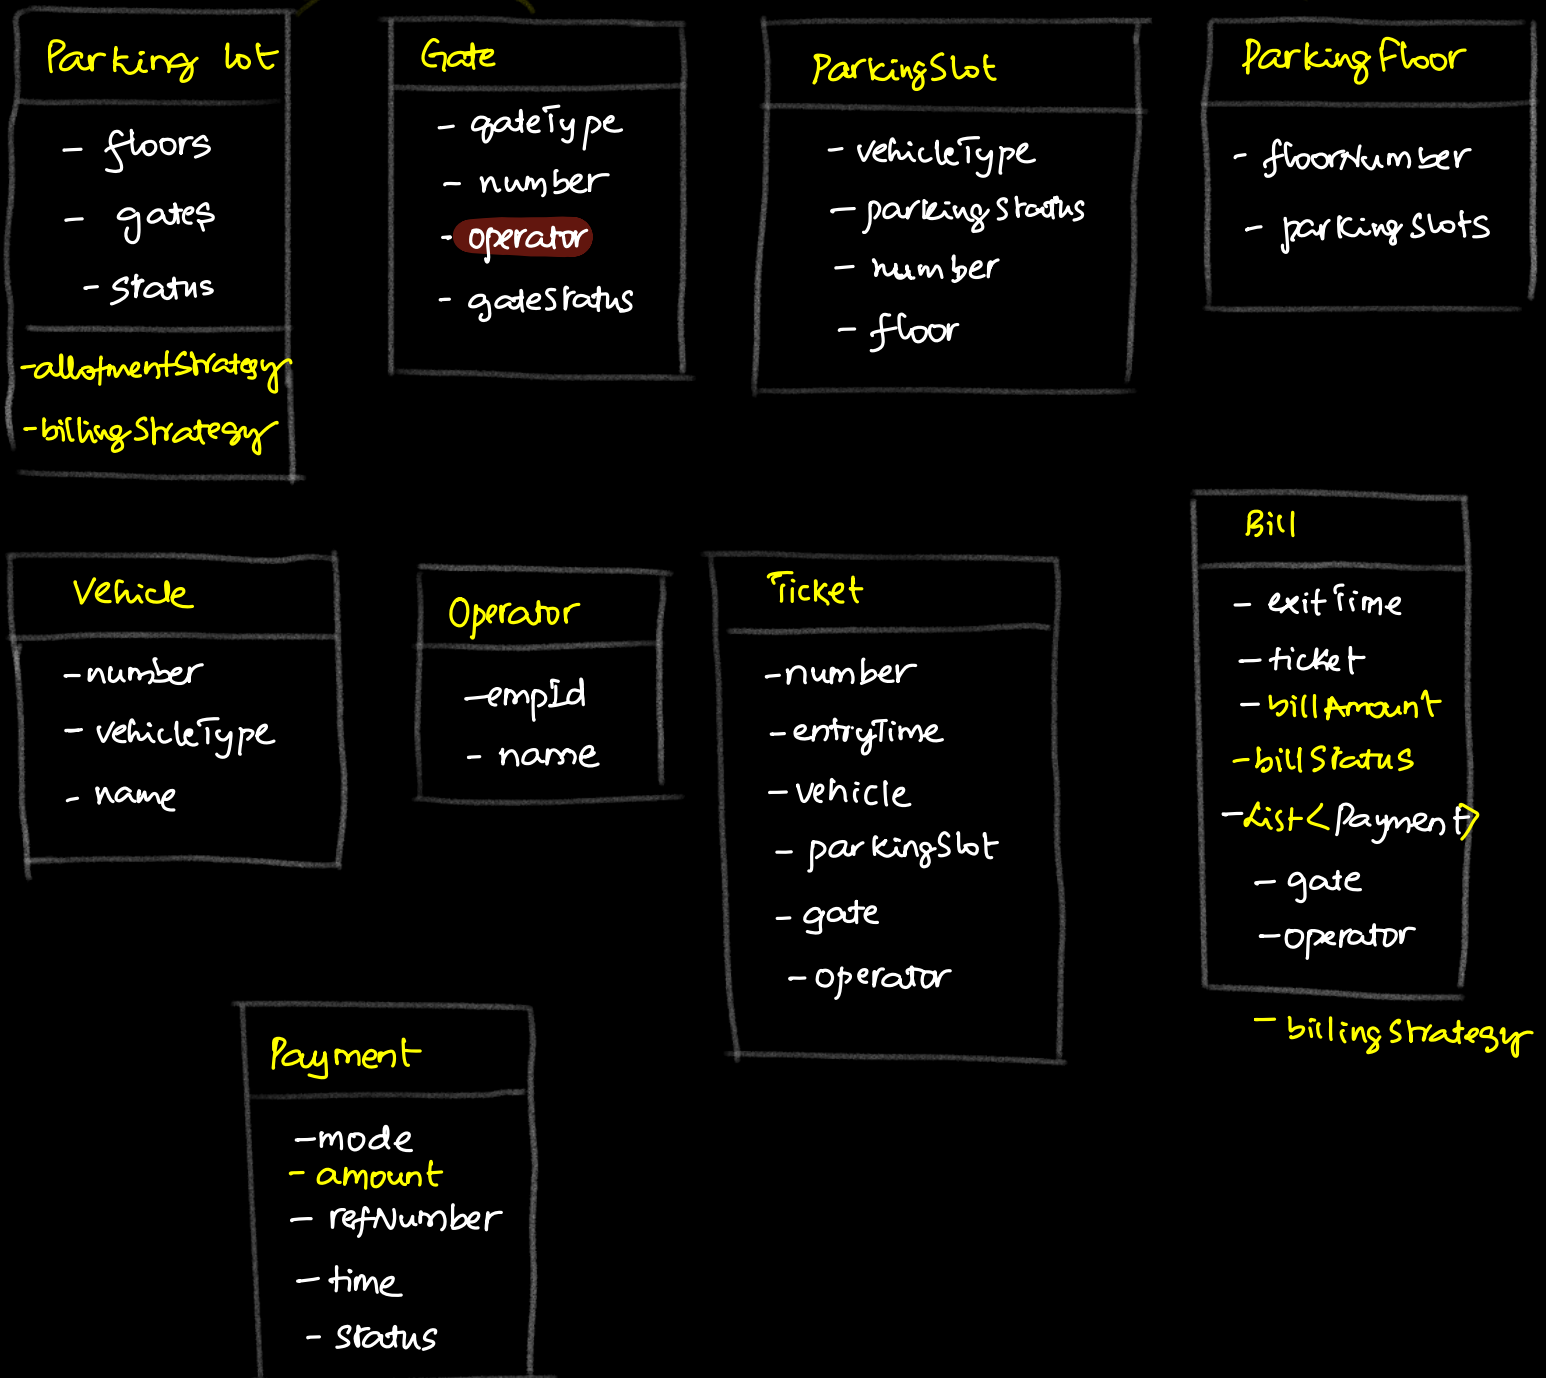 Parking lot
- floors
- gates
- status
- allotmentStrategy
- billingStrategy
Gate
- gateType
- number
- operator
- gateStatus
ParkingSlot
- vehicleType
- parkingStatus
- number
- floor
ParkingFloor
- floorNumber
- parkingSlots
Vehicle
- number
- vehicleType
- name
Operator
- empId
- name
Ticket
- number
- entryTime
- vehicle
- parkingSlot
- gate
- operator
Bill
- exitTime
- ticket
- billAmount
- billStatus
- List<Payment>
- gate
- operator
- billingStrategy
Payment
- mode
- amount
- refNumber
- time
- status